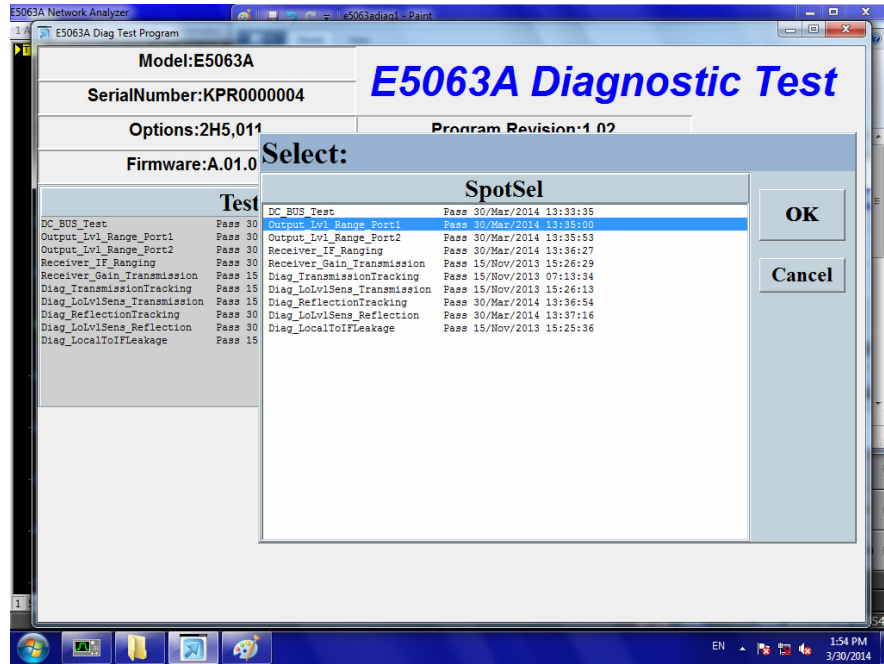 E5063A Network Analyzer
e5063adiag1 - Paint
E5063A Diag Test Program
Model:E5063A
SerialNumber:KPR0000004
E5063A Diagnostic Test
Options:2H5,011
Program Revision:1.02
Firmware:A.01.0
Select:
Test
DC_BUS_Test Pass 30
Output_Lvl_Range_Port1 Pass 30
Output_Lvl_Range_Port2 Pass 30
Receiver_IF_Ranging Pass 30
Receiver_Gain_Transmission Pass 15
Diag_TransmissionTracking Pass 15
Diag_LoLvlSens_Transmission Pass 15
Diag_ReflectionTracking Pass 30
Diag_LoLvlSens_Reflection Pass 30
Diag_LocalToIFLeakage Pass 15
SpotSel
DC_BUS_Test Pass 30/Mar/2014 13:33:35
Output_Lvl_Range_Port1 Pass 30/Mar/2014 13:35:00
Output_Lvl_Range_Port2 Pass 30/Mar/2014 13:35:53
Receiver_IF_Ranging Pass 30/Mar/2014 13:36:27
Receiver_Gain_Transmission Pass 15/Nov/2013 15:26:29
Diag_TransmissionTracking Pass 15/Nov/2013 07:13:34
Diag_LoLvlSens_Transmission Pass 15/Nov/2013 15:26:13
Diag_ReflectionTracking Pass 30/Mar/2014 13:36:54
Diag_LoLvlSens_Reflection Pass 30/Mar/2014 13:37:16
Diag_LocalToIFLeakage Pass 15/Nov/2013 15:25:36
OK
Cancel
EN
1:54 PM
3/30/2014